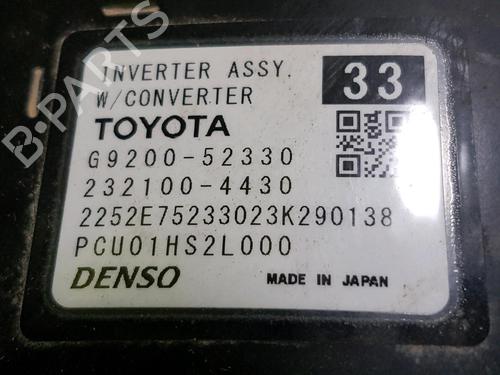 INVERTER ASSY. 33
W/CONVERTER
TOYOTA
G9200-52330
232100-4430
2252E75233023K290138
PCU01HS2L000
DENSO MADE IN JAPAN
B-PARTS